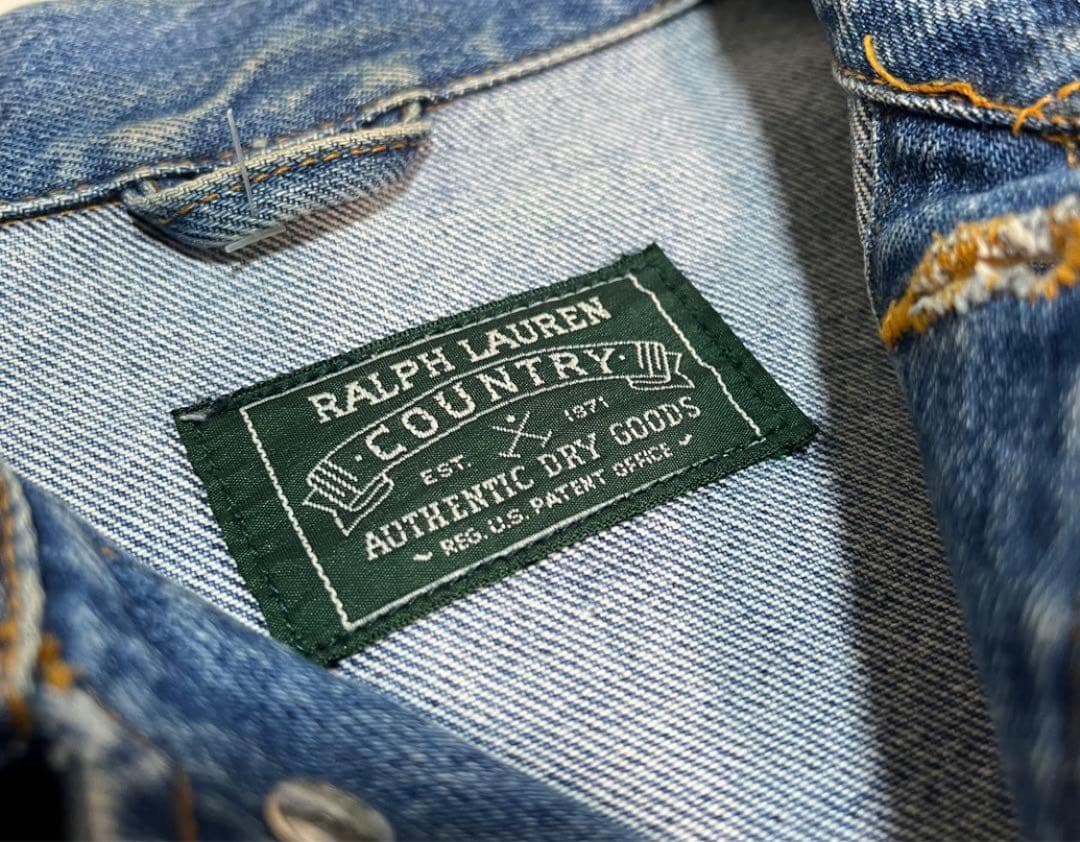 RALPH LAUREN
·COUNTRY·
EST. 1971
AUTHENTIC DRY GOODS
REG. U.S. PATENT OFFICE